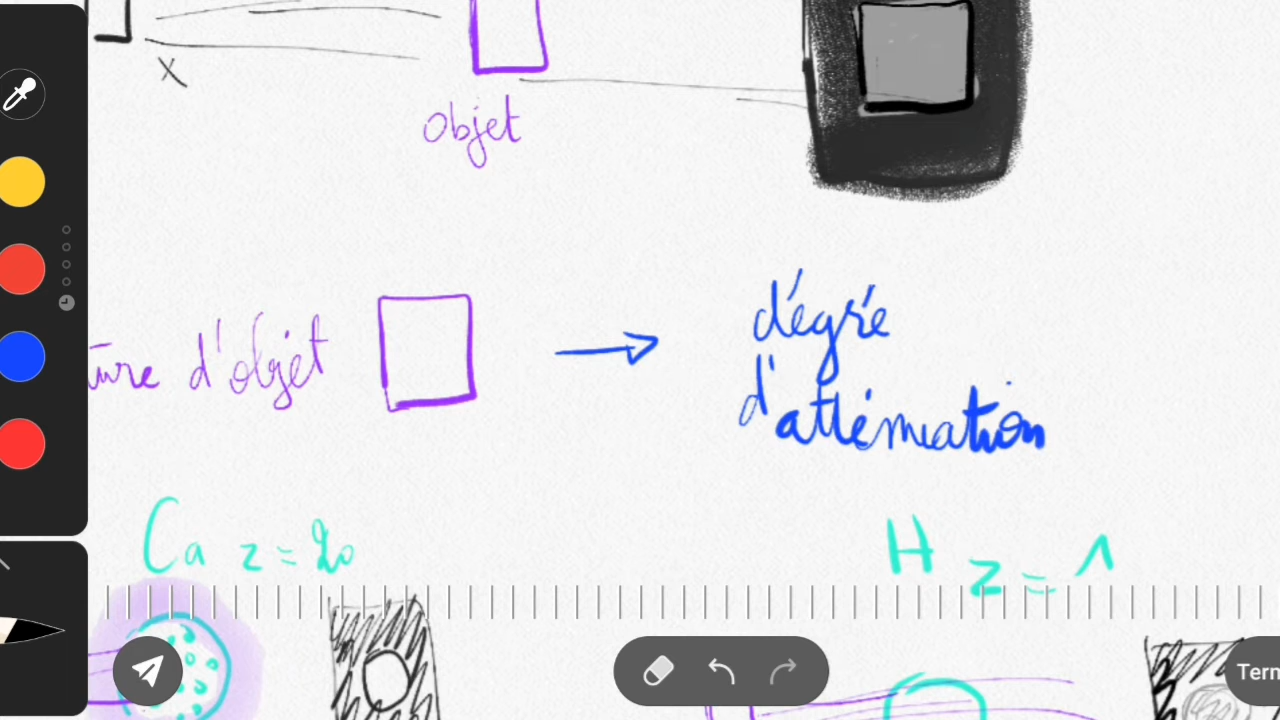 X
Objet
ture d'objet
dégré
d'atténuation
Ca z=20
H z=1
Term